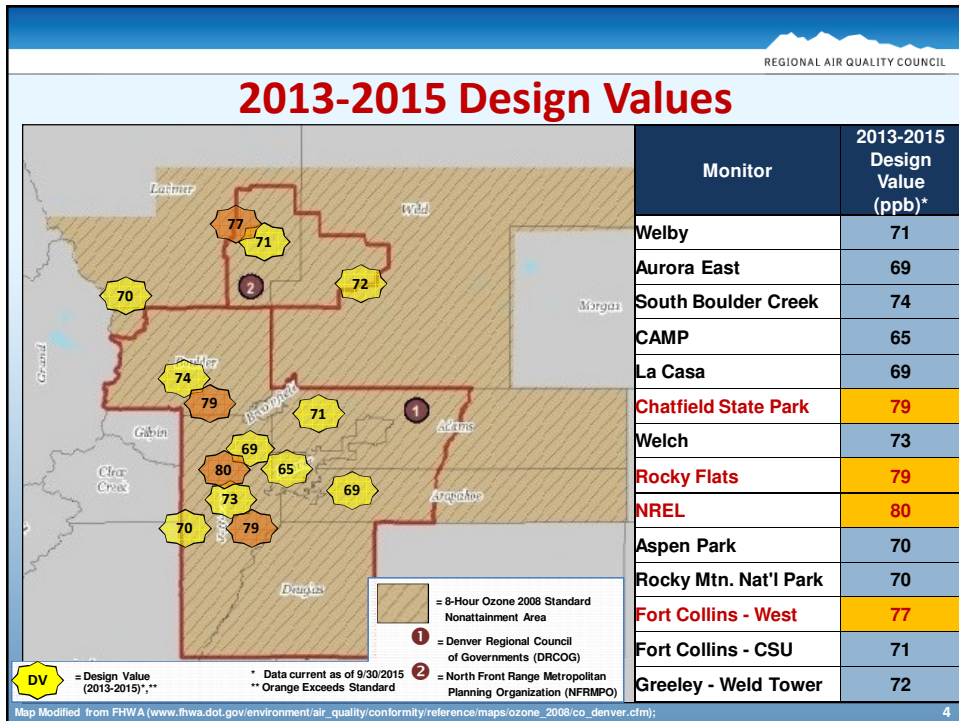 REGIONAL AIR QUALITY COUNCIL
2013-2015 Design Values
Larimer
Weld
77
71
2
72
70
Morgan
Grand
Boulder
74
79
Broomfield
71
1
Adams
Gilpin
69
80
65
Clear
Creek
73
69
Arapahoe
70
79
Douglas
= 8-Hour Ozone 2008 Standard
Nonattainment Area
1 = Denver Regional Council
of Governments (DRCOG)
2 = North Front Range Metropolitan
Planning Organization (NFRMPO)
DV = Design Value
(2013-2015)*,**
* Data current as of 9/30/2015
** Orange Exceeds Standard
Monitor
2013-2015
Design
Value
(ppb)*
Welby 71
Aurora East 69
South Boulder Creek 74
CAMP 65
La Casa 69
Chatfield State Park 79
Welch 73
Rocky Flats 79
NREL 80
Aspen Park 70
Rocky Mtn. Nat'l Park 70
Fort Collins - West 77
Fort Collins - CSU 71
Greeley - Weld Tower 72
Map Modified from FHWA (www.fhwa.dot.gov/environment/air_quality/conformity/reference/maps/ozone_2008/co_denver.cfm);
4